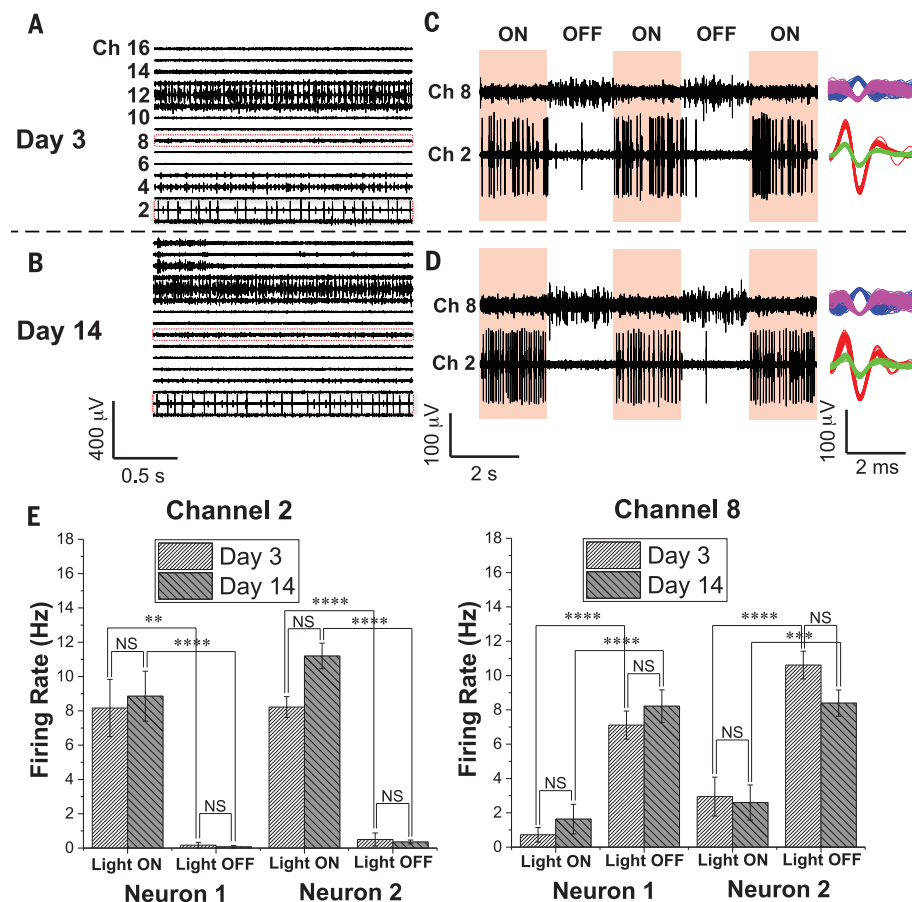 A
Ch 16
14
12
10
8
6
4
2
Day 3
B
Day 14
400 µV
0.5 s
C
ON OFF ON OFF ON
Ch 8
Ch 2
D
Ch 8
Ch 2
100 µV
2 s
100 µV
2 ms
E
Channel 2
Firing Rate (Hz)
18
16
14
12
10
8
6
4
2
0
Day 3
Day 14
**
NS
****
NS
****
NS
****
NS
Light ON Light OFF Light ON Light OFF
Neuron 1 Neuron 2
Channel 8
Firing Rate (Hz)
18
16
14
12
10
8
6
4
2
0
Day 3
Day 14
****
****
NS
NS
****
NS
***
NS
Light ON Light OFF Light ON Light OFF
Neuron 1 Neuron 2